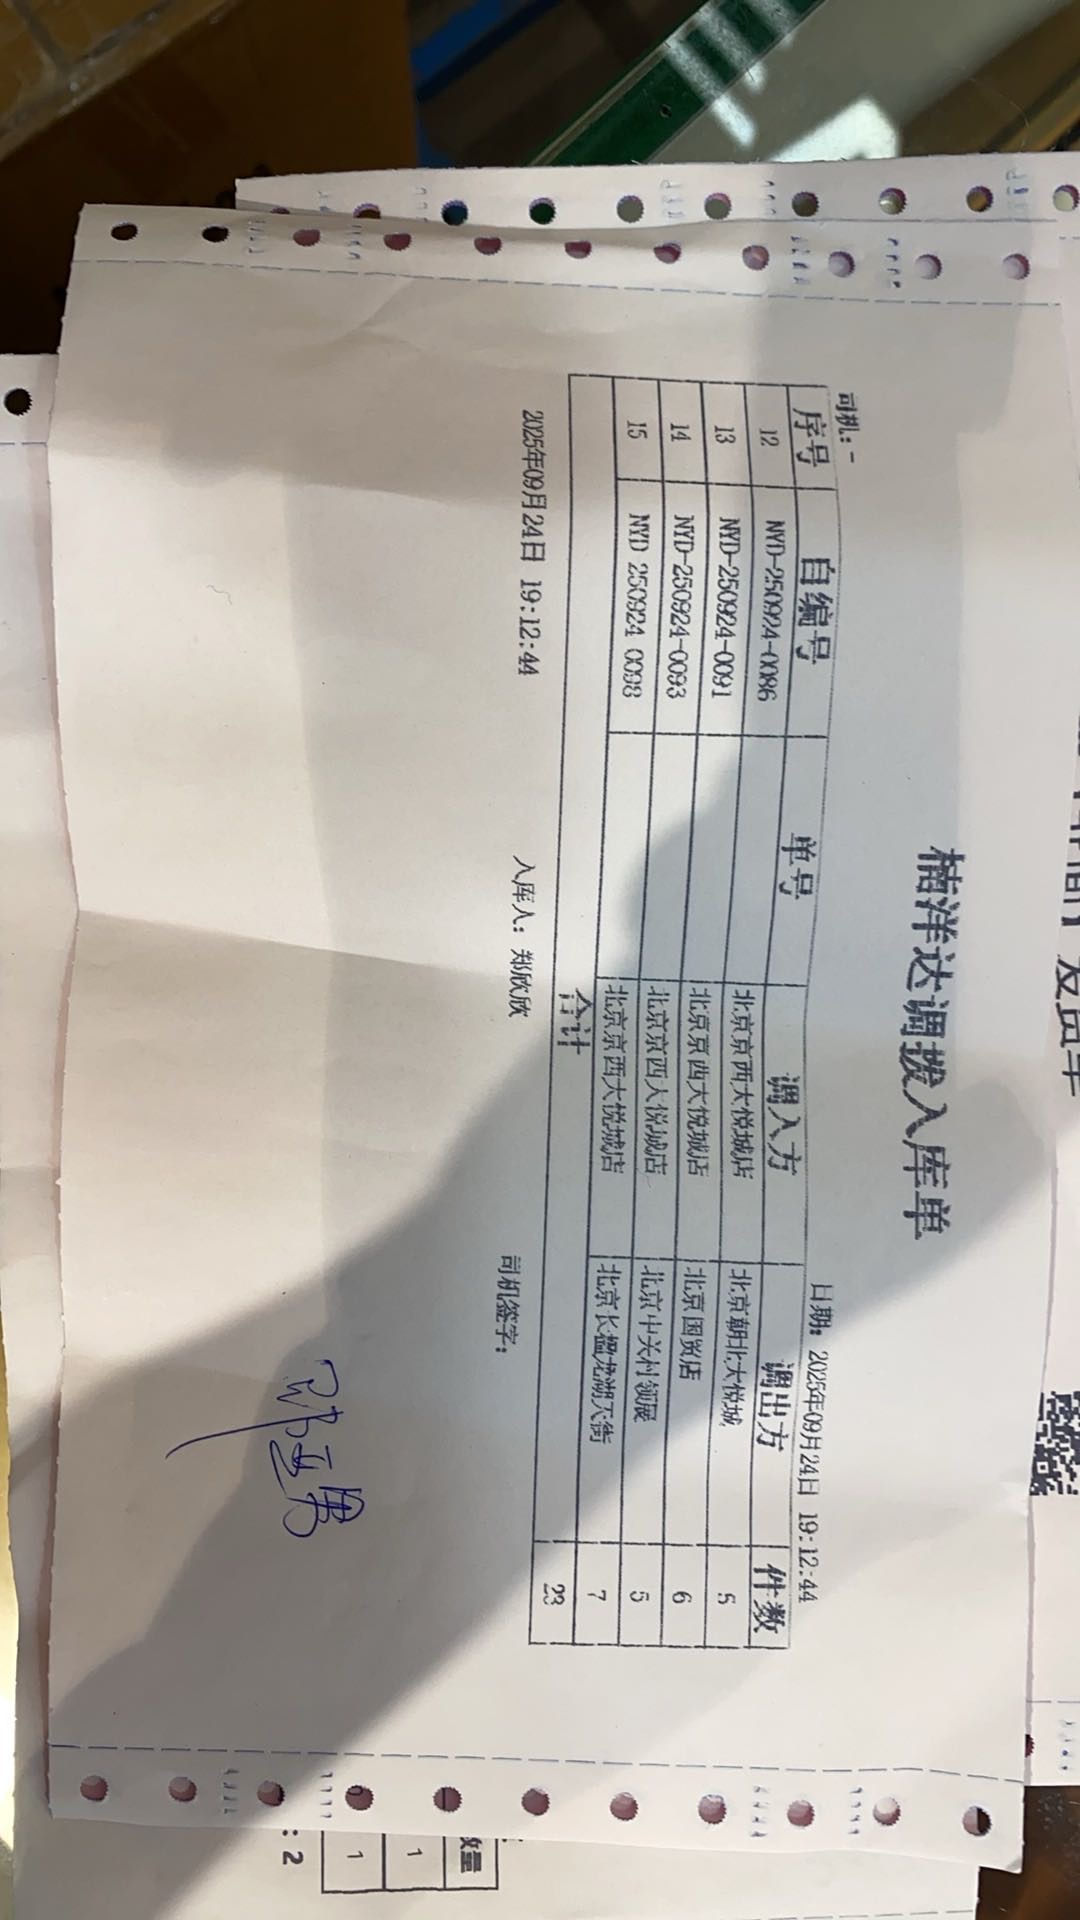 楠洋达调拨入库单
司机：-
日期: 2025年09月24日 19:12:44
序号 自编号 单号 调入方 调出方 件数
12 NYD-250924-0086 北京京西大悦城店 北京朝北大悦城 5
13 NYD-250924-0091 北京京西大悦城店 北京国贸店 6
14 NYD-250924-0093 北京京西大悦城店 北京中关村领展 5
15 NYD-250924-0098 北京京西大悦城店 北京长楹龙湖天街 7
合计 23
2025年09月24日 19:12:44 入库人: 郑欣欣 司机签字:
数量
1
1
: 2